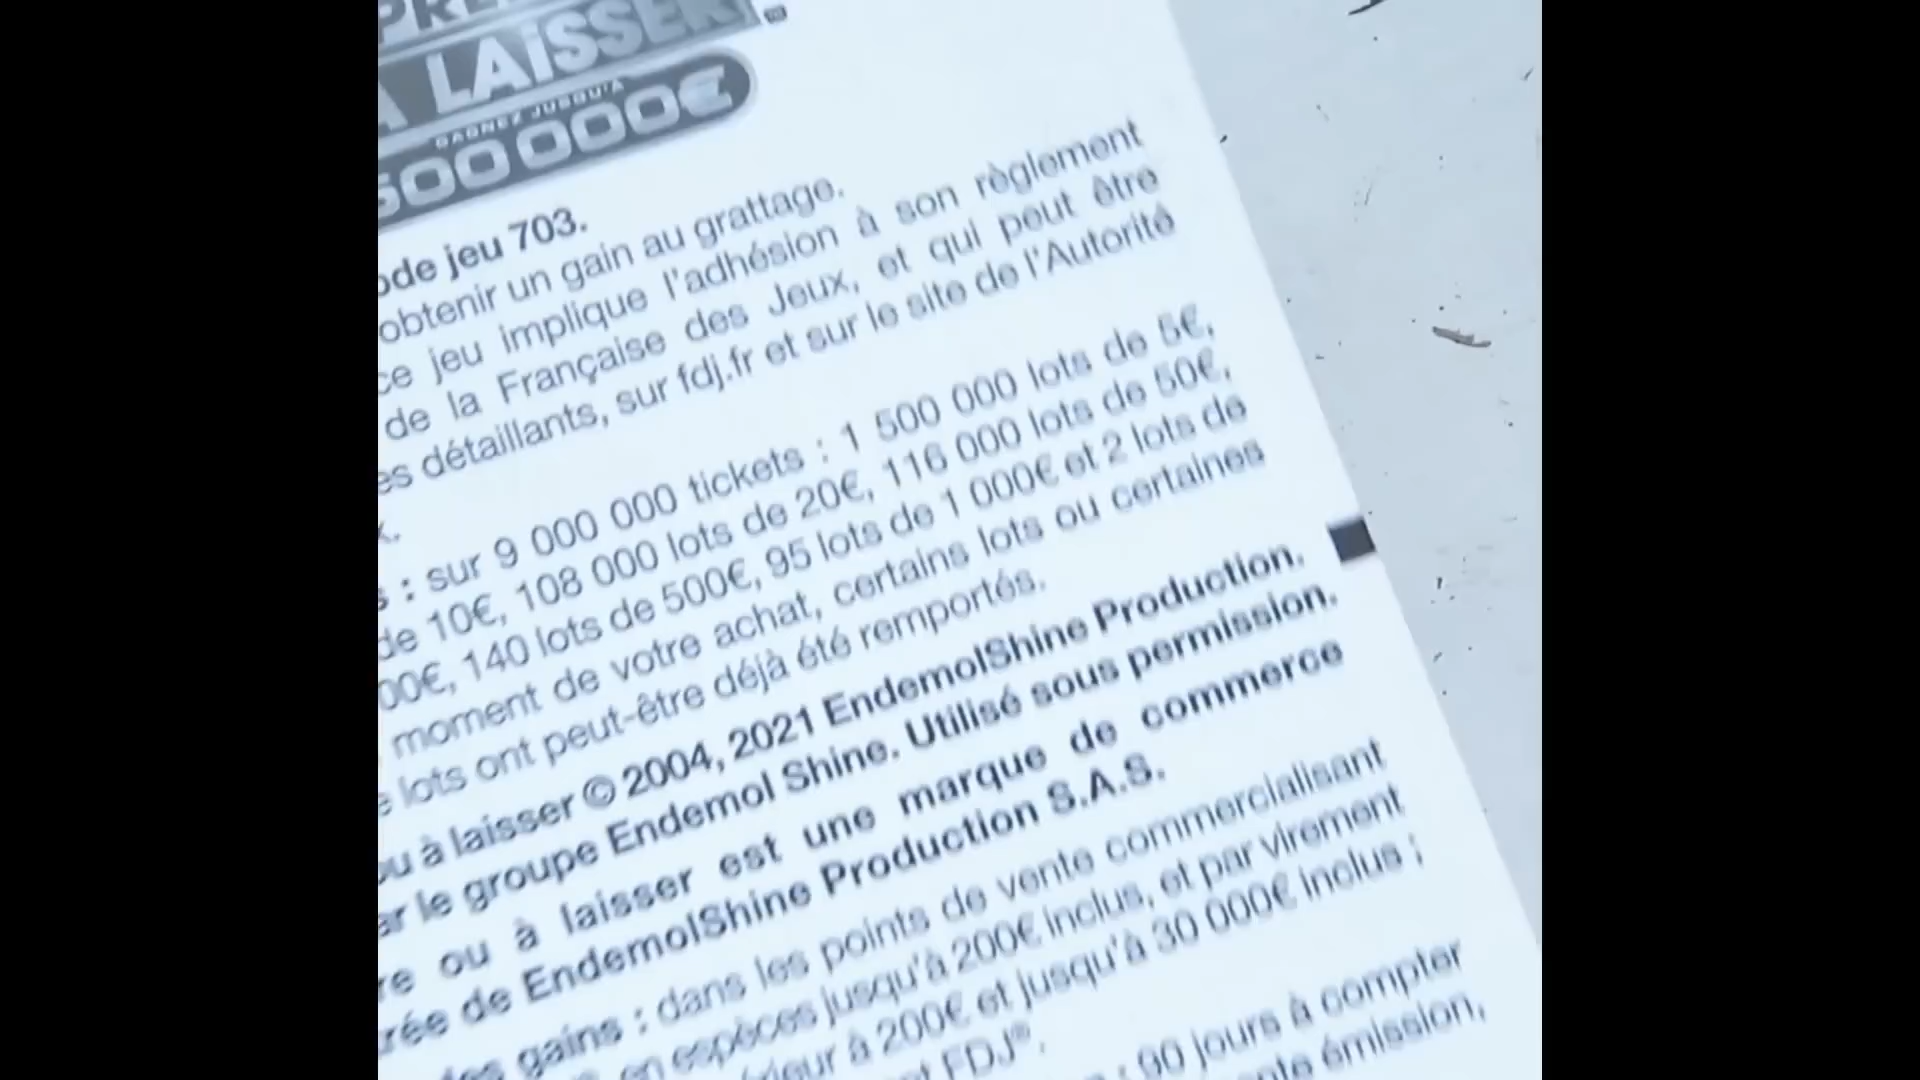 À LAISSER
GAGNEZ JUSQU'À
500 000€
jeu 703.
obtenir un gain au grattage.
ce jeu implique l'adhésion à son règlement
de la Française des Jeux, et qui peut être
détaillants, sur fdj.fr et sur le site de l'Autorité
: sur 9 000 000 tickets : 1 500 000 lots de 5€,
de 10€, 108 000 lots de 20€, 116 000 lots de 50€,
00€, 140 lots de 500€, 95 lots de 1 000€ et 2 lots de
moment de votre achat, certains lots ou certaines
lots ont peut-être déjà été remportés.
ou à laisser © 2004, 2021 EndemolShine Production.
le groupe Endemol Shine. Utilisé sous permission.
ou à laisser est une marque de commerce
de EndemolShine Production S.A.S.
des gains : dans les points de vente commercialisant
en espèces jusqu'à 200€ inclus, et par virement
à 200€ et jusqu'à 30 000€ inclus ;
FDJ®.
: 90 jours à compter
émission,